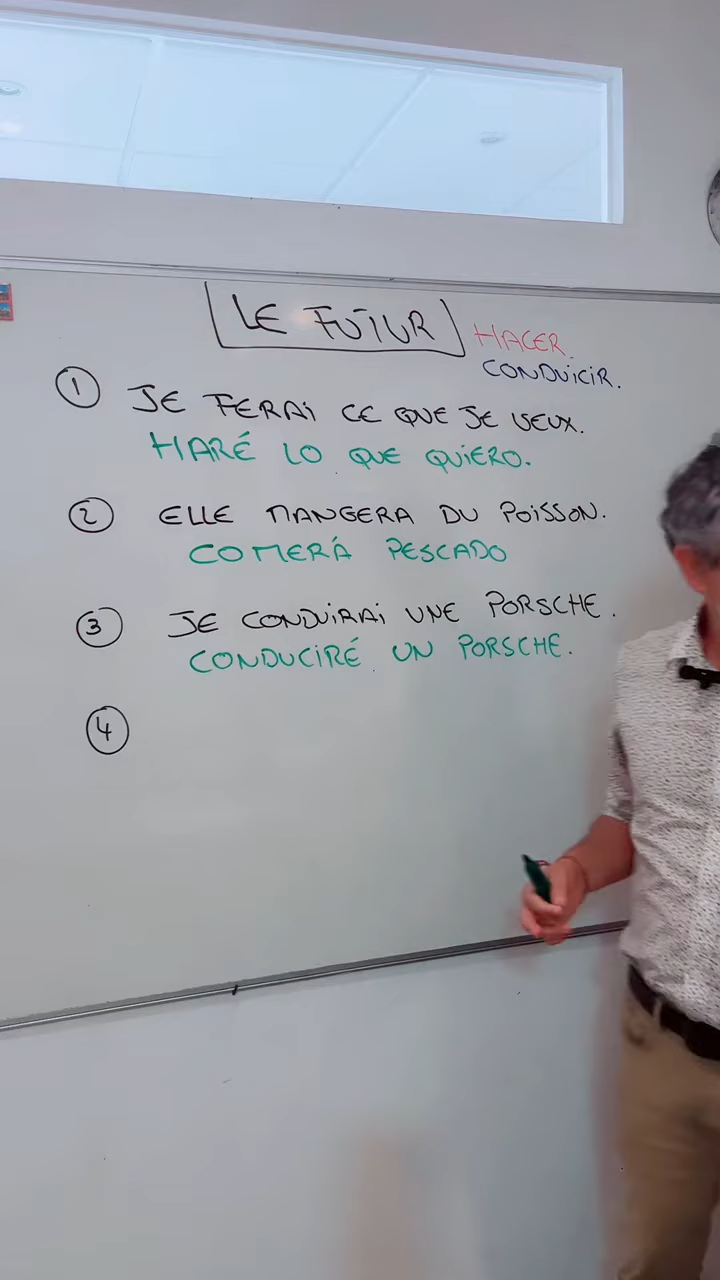 LE FUTUR
HACER.
CONDUICIR.
1 JE FERAI CE QUE JE VEUX.
HARÉ LO QUE QUIERO.
2 ELLE MANGERA DU POISSON.
COMERÁ PESCADO
3 JE CONDUIRAI UNE PORSCHE.
CONDUCIRÉ UN PORSCHE.
4